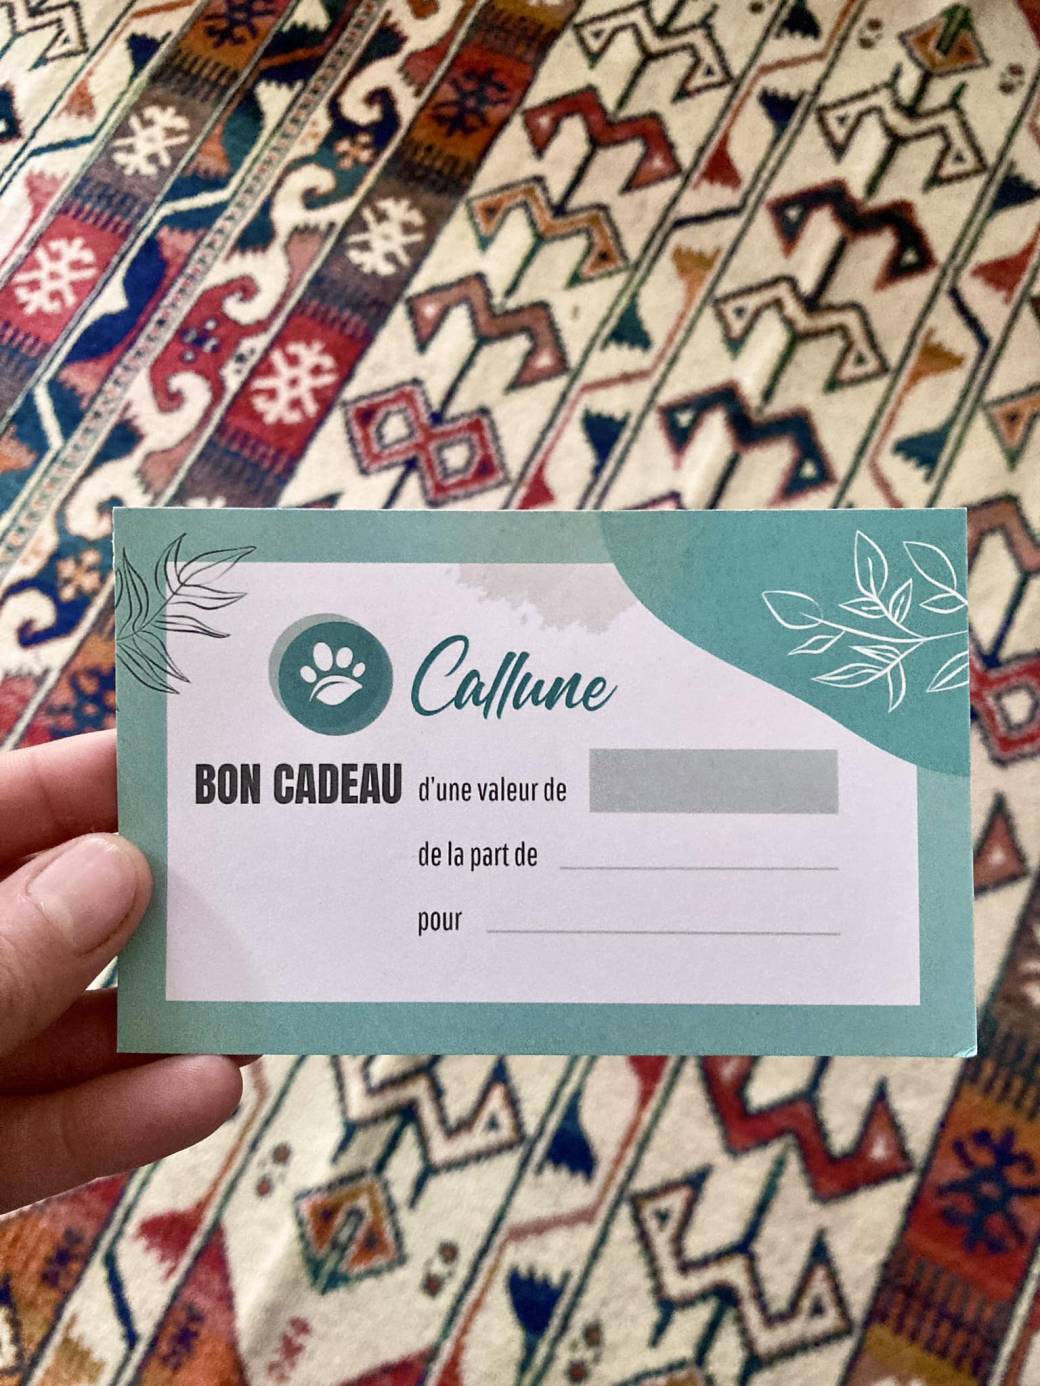 Callune
BON CADEAU d'une valeur de
de la part de
pour